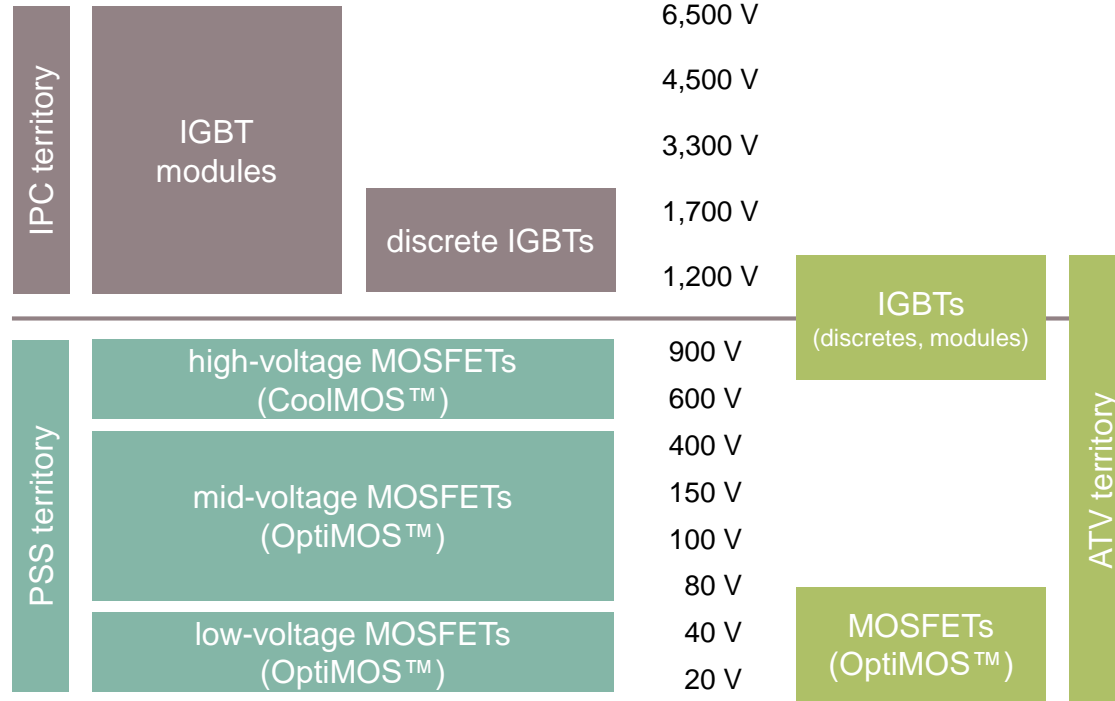 IPC territory
IGBT
modules
discrete IGBTs
6,500 V
4,500 V
3,300 V
1,700 V
1,200 V
IGBTs
(discretes, modules)
PSS territory
high-voltage MOSFETs
(CoolMOS™)
mid-voltage MOSFETs
(OptiMOS™)
low-voltage MOSFETs
(OptiMOS™)
900 V
600 V
400 V
150 V
100 V
80 V
40 V
20 V
MOSFETs
(OptiMOS™)
ATV territory